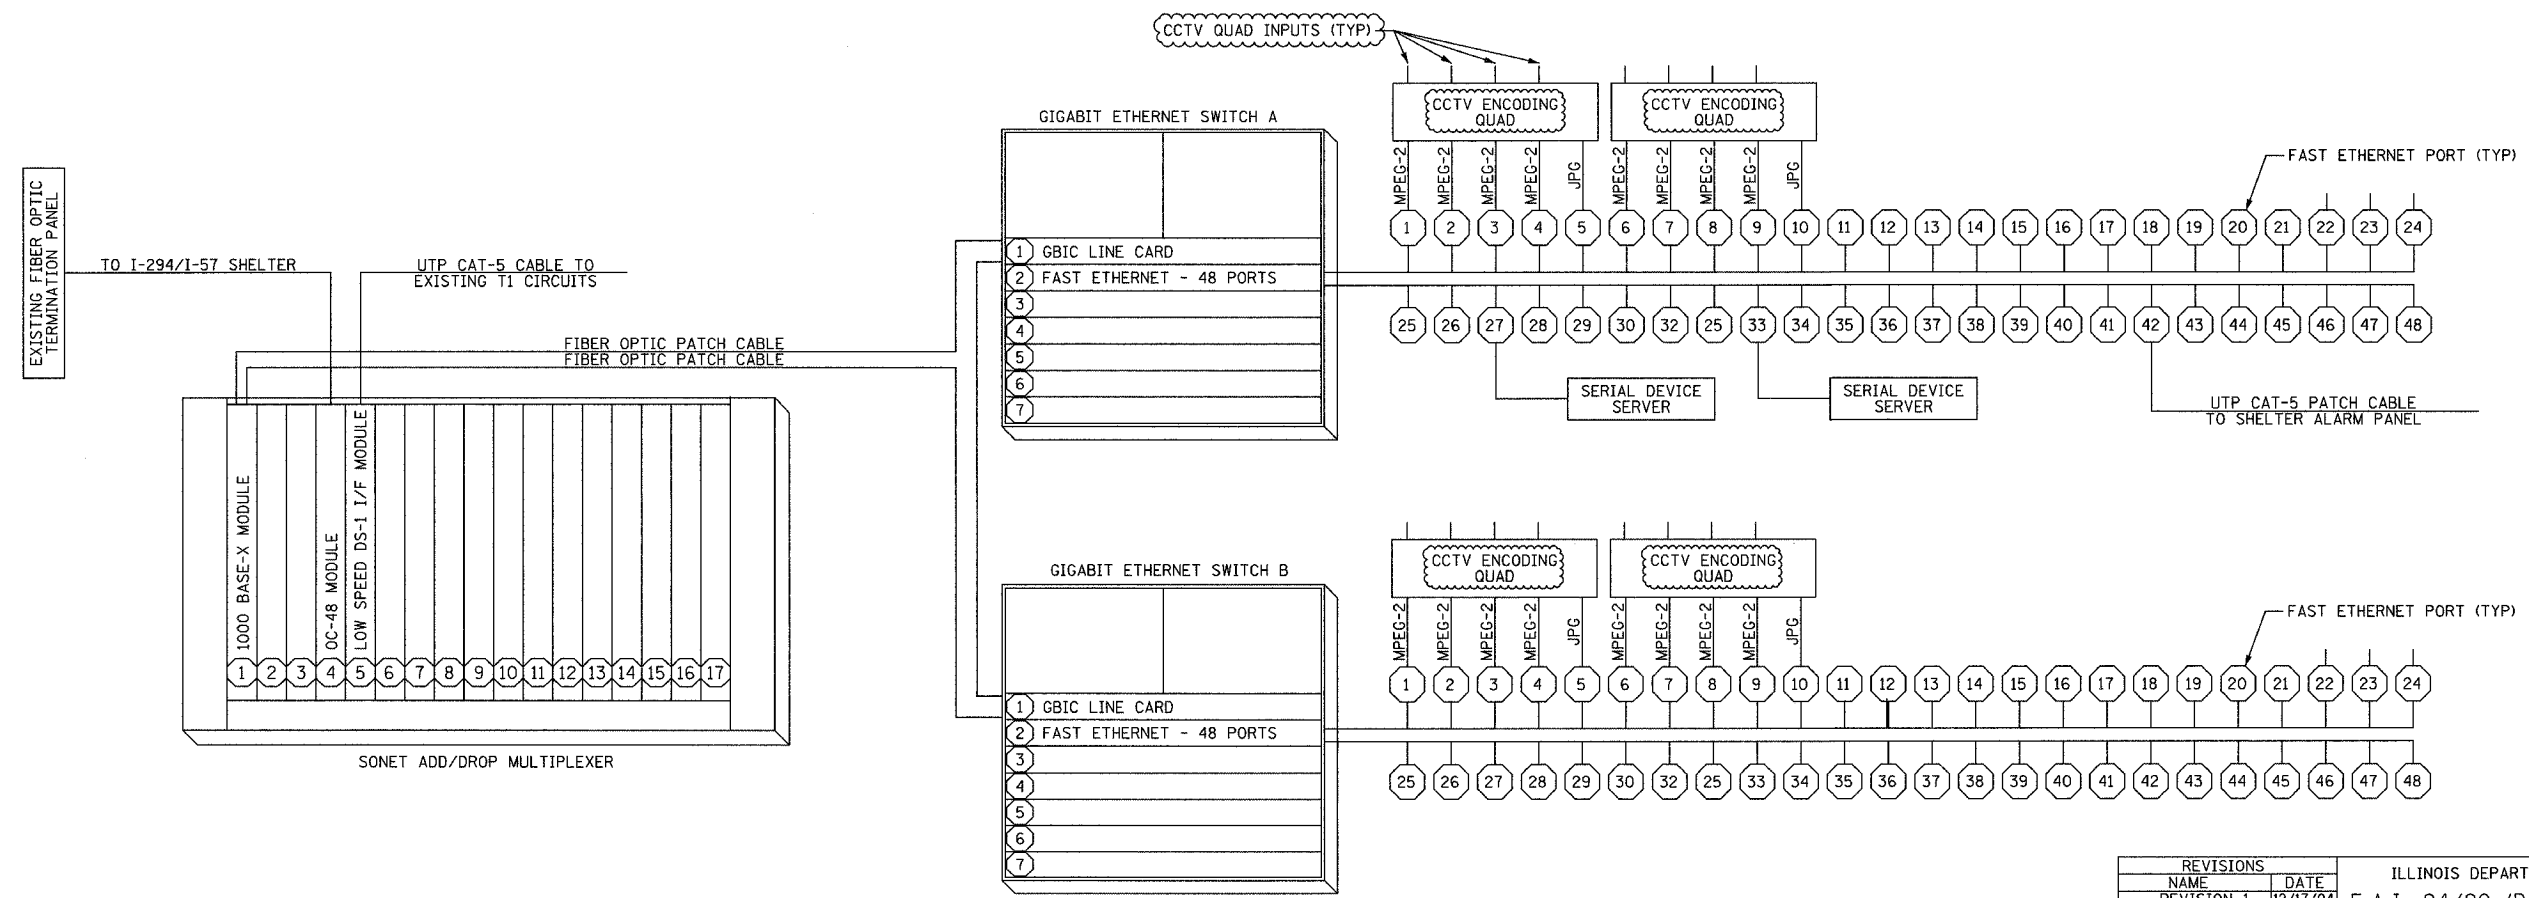 CCTV QUAD INPUTS (TYP)
CCTV ENCODING
QUAD
CCTV ENCODING
QUAD
GIGABIT ETHERNET SWITCH A
MPEG-2 MPEG-2 MPEG-2 MPEG-2 JPG MPEG-2 MPEG-2 MPEG-2 MPEG-2 JPG
FAST ETHERNET PORT (TYP)
EXISTING FIBER OPTIC
TERMINATION PANEL
1 2 3 4 5 6 7 8 9 10 11 12 13 14 15 16 17 18 19 20 21 22 23 24
TO I-294/I-57 SHELTER
UTP CAT-5 CABLE TO
EXISTING T1 CIRCUITS
1 GBIC LINE CARD
2 FAST ETHERNET - 48 PORTS
3
4
5
6
7
25 26 27 28 29 30 32 25 33 34 35 36 37 38 39 40 41 42 43 44 45 46 47 48
FIBER OPTIC PATCH CABLE
FIBER OPTIC PATCH CABLE
SERIAL DEVICE
SERVER
SERIAL DEVICE
SERVER
UTP CAT-5 PATCH CABLE
TO SHELTER ALARM PANEL
1000 BASE-X MODULE
OC-48 MODULE
LOW SPEED DS-1 I/F MODULE
1 2 3 4 5 6 7 8 9 10 11 12 13 14 15 16 17
SONET ADD/DROP MULTIPLEXER
CCTV ENCODING
QUAD
CCTV ENCODING
QUAD
GIGABIT ETHERNET SWITCH B
MPEG-2 MPEG-2 MPEG-2 MPEG-2 JPG MPEG-2 MPEG-2 MPEG-2 MPEG-2 JPG
FAST ETHERNET PORT (TYP)
1 2 3 4 5 6 7 8 9 10 11 12 13 14 15 16 17 18 19 20 21 22 23 24
1 GBIC LINE CARD
2 FAST ETHERNET - 48 PORTS
3
4
5
6
7
25 26 27 28 29 30 32 25 33 34 35 36 37 38 39 40 41 42 43 44 45 46 47 48
REVISIONS
NAME DATE
REVISION 1 12/17/04
ILLINOIS DEPART